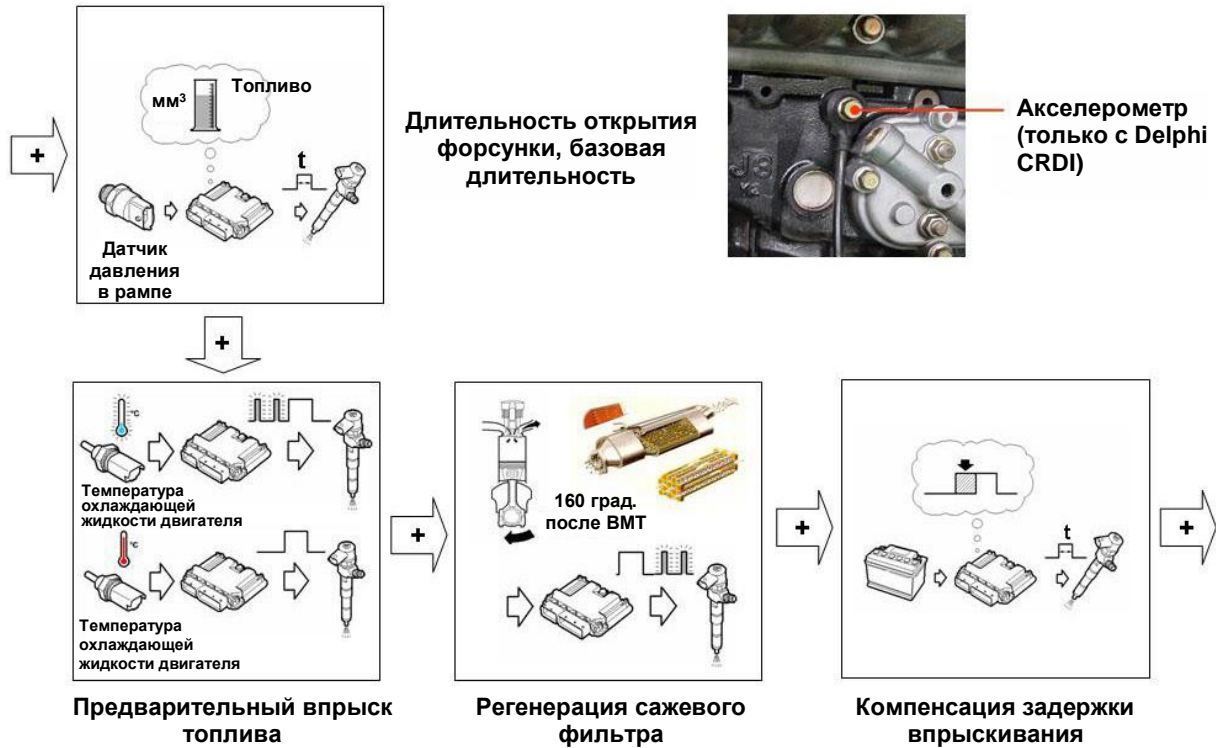 +
мм³
Топливо
t
Датчик
давления
в рампе
Длительность открытия
форсунки, базовая
длительность
J3
Акселерометр
(только с Delphi
CRDI)
+
°C
Температура
охлаждающей
жидкости двигателя
°C
Температура
охлаждающей
жидкости двигателя
Предварительный впрыск
топлива
+
160 град.
после ВМТ
Регенерация сажевого
фильтра
+
t
Компенсация задержки
впрыскивания
+